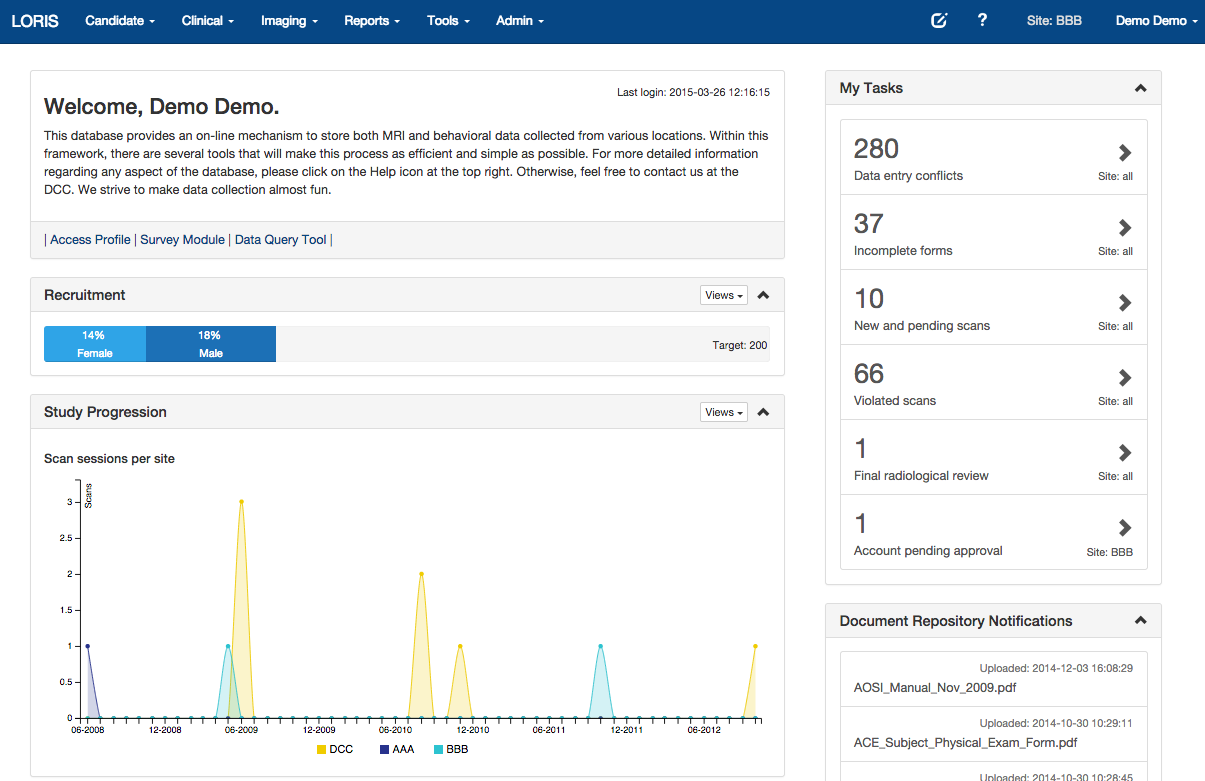 LORIS Candidate Clinical Imaging Reports Tools Admin ? Site: BBB Demo Demo
Last login: 2015-03-26 12:16:15
Welcome, Demo Demo.
This database provides an on-line mechanism to store both MRI and behavioral data collected from various locations. Within this
framework, there are several tools that will make this process as efficient and simple as possible. For more detailed information
regarding any aspect of the database, please click on the Help icon at the top right. Otherwise, feel free to contact us at the
DCC. We strive to make data collection almost fun.
| Access Profile | Survey Module | Data Query Tool |
Recruitment Views
14% 18%
Female Male
Target: 200
Study Progression Views
Scan sessions per site
Scans
3
2.5
2
1.5
1
0.5
0
06-2008 12-2008 06-2009 12-2009 06-2010 12-2010 06-2011 12-2011 06-2012
DCC AAA BBB
My Tasks
280
Data entry conflicts Site: all
37
Incomplete forms Site: all
10
New and pending scans Site: all
66
Violated scans Site: all
1
Final radiological review Site: all
1
Account pending approval Site: BBB
Document Repository Notifications
Uploaded: 2014-12-03 16:08:29
AOSI_Manual_Nov_2009.pdf
Uploaded: 2014-10-30 10:29:11
ACE_Subject_Physical_Exam_Form.pdf
Uploaded: 2014-10-30 10:28:45